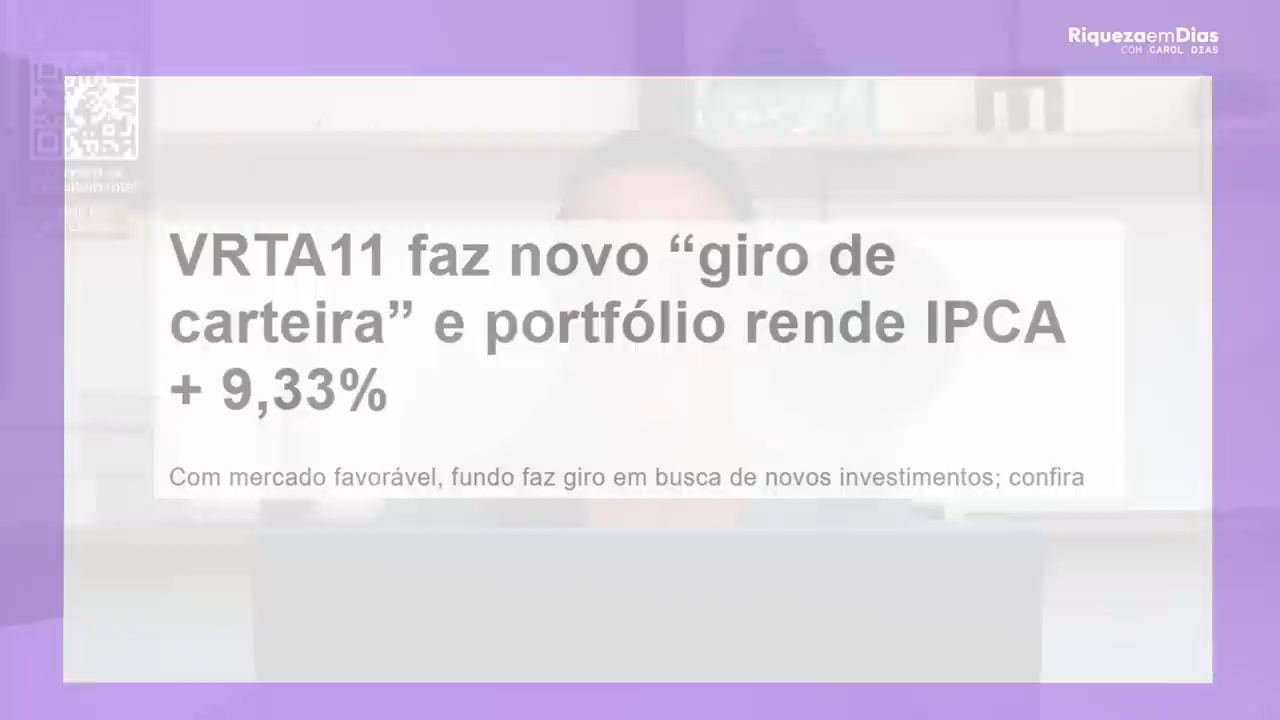 RiquezaemDias
COM CAROL DIAS
VRTA11 faz novo “giro de
carteira” e portfólio rende IPCA
+ 9,33%
Com mercado favorável, fundo faz giro em busca de novos investimentos; confira